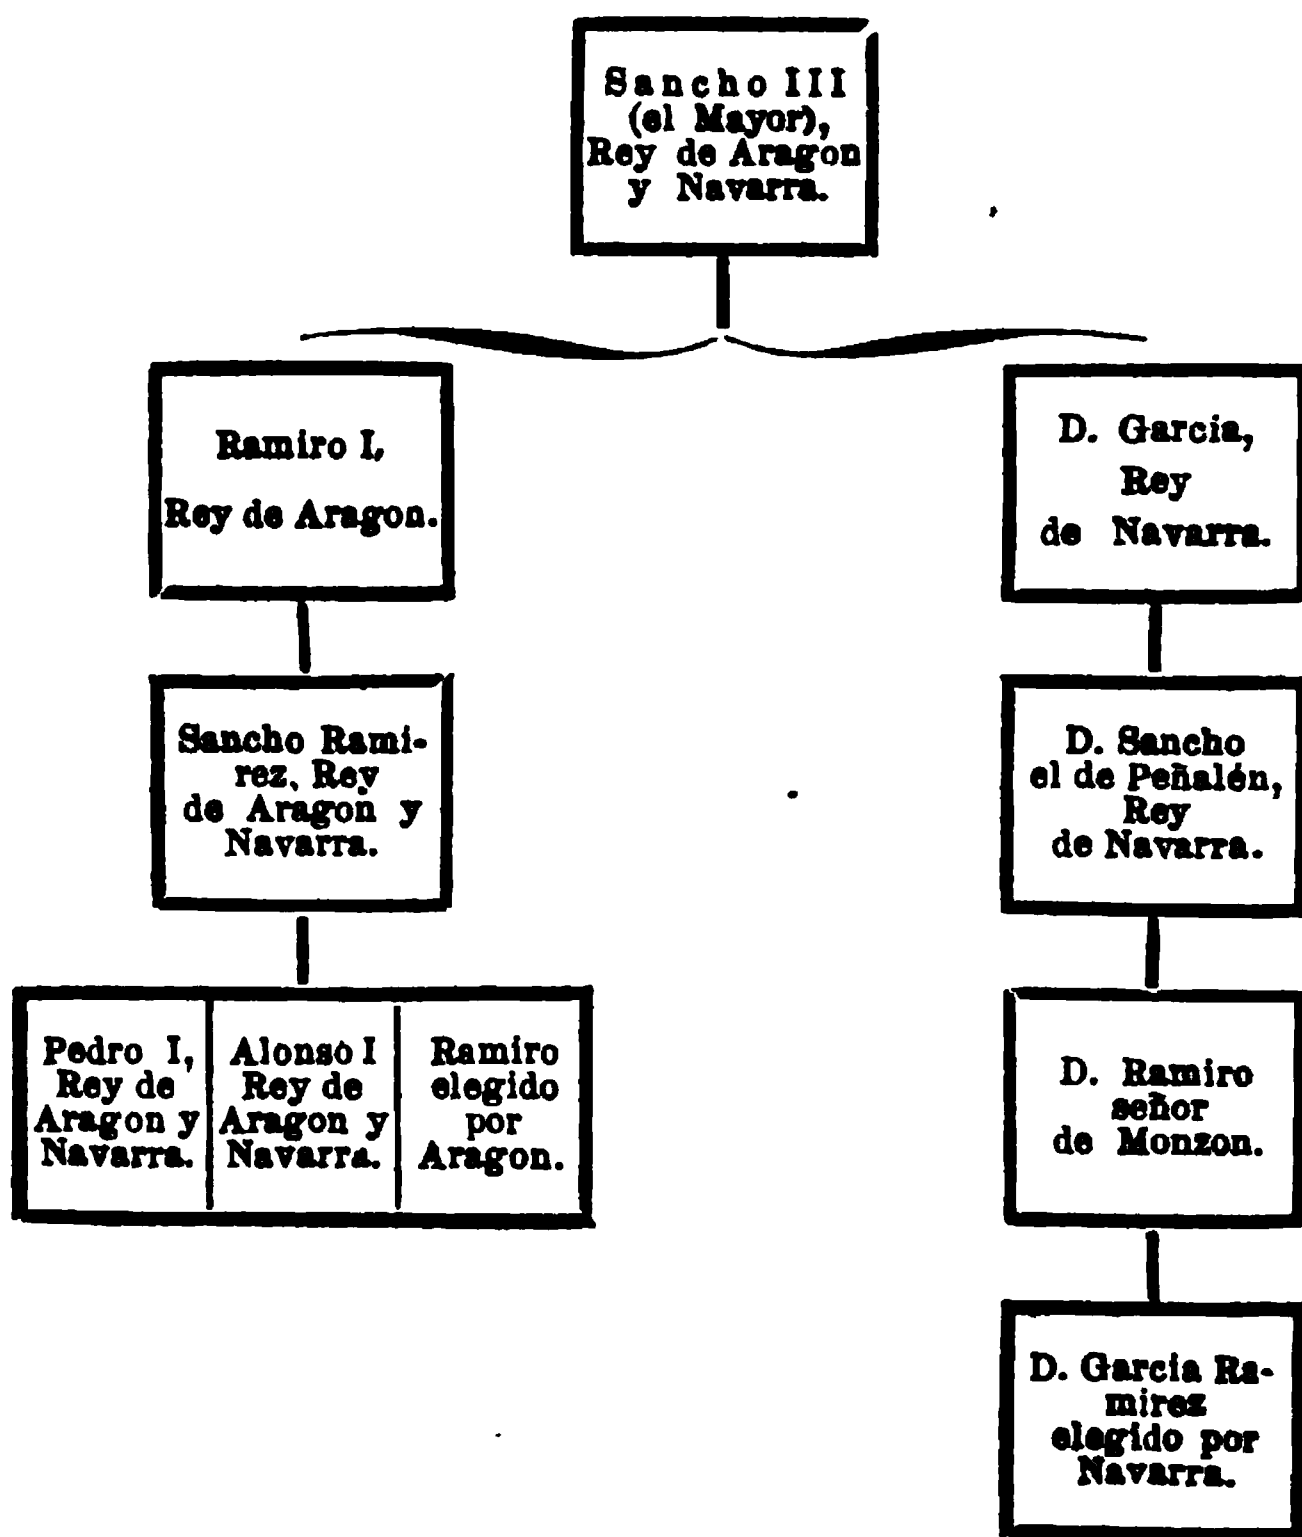 Sancho III
(el Mayor),
Rey de Aragon
y Navarra.
Ramiro I,
Rey de Aragon.
D. Garcia,
Rey
de Navarra.
Sancho Rami-
rez, Rey
de Aragon y
Navarra.
D. Sancho
el de Peñalén,
Rey
de Navarra.
Pedro I,
Rey de
Aragon y
Navarra.
Alonso I
Rey de
Aragon y
Navarra.
Ramiro
elegido
por
Aragon.
D. Ramiro
señor
de Monzon.
D. Garcia Ra-
mirez
elegido por
Navarra.